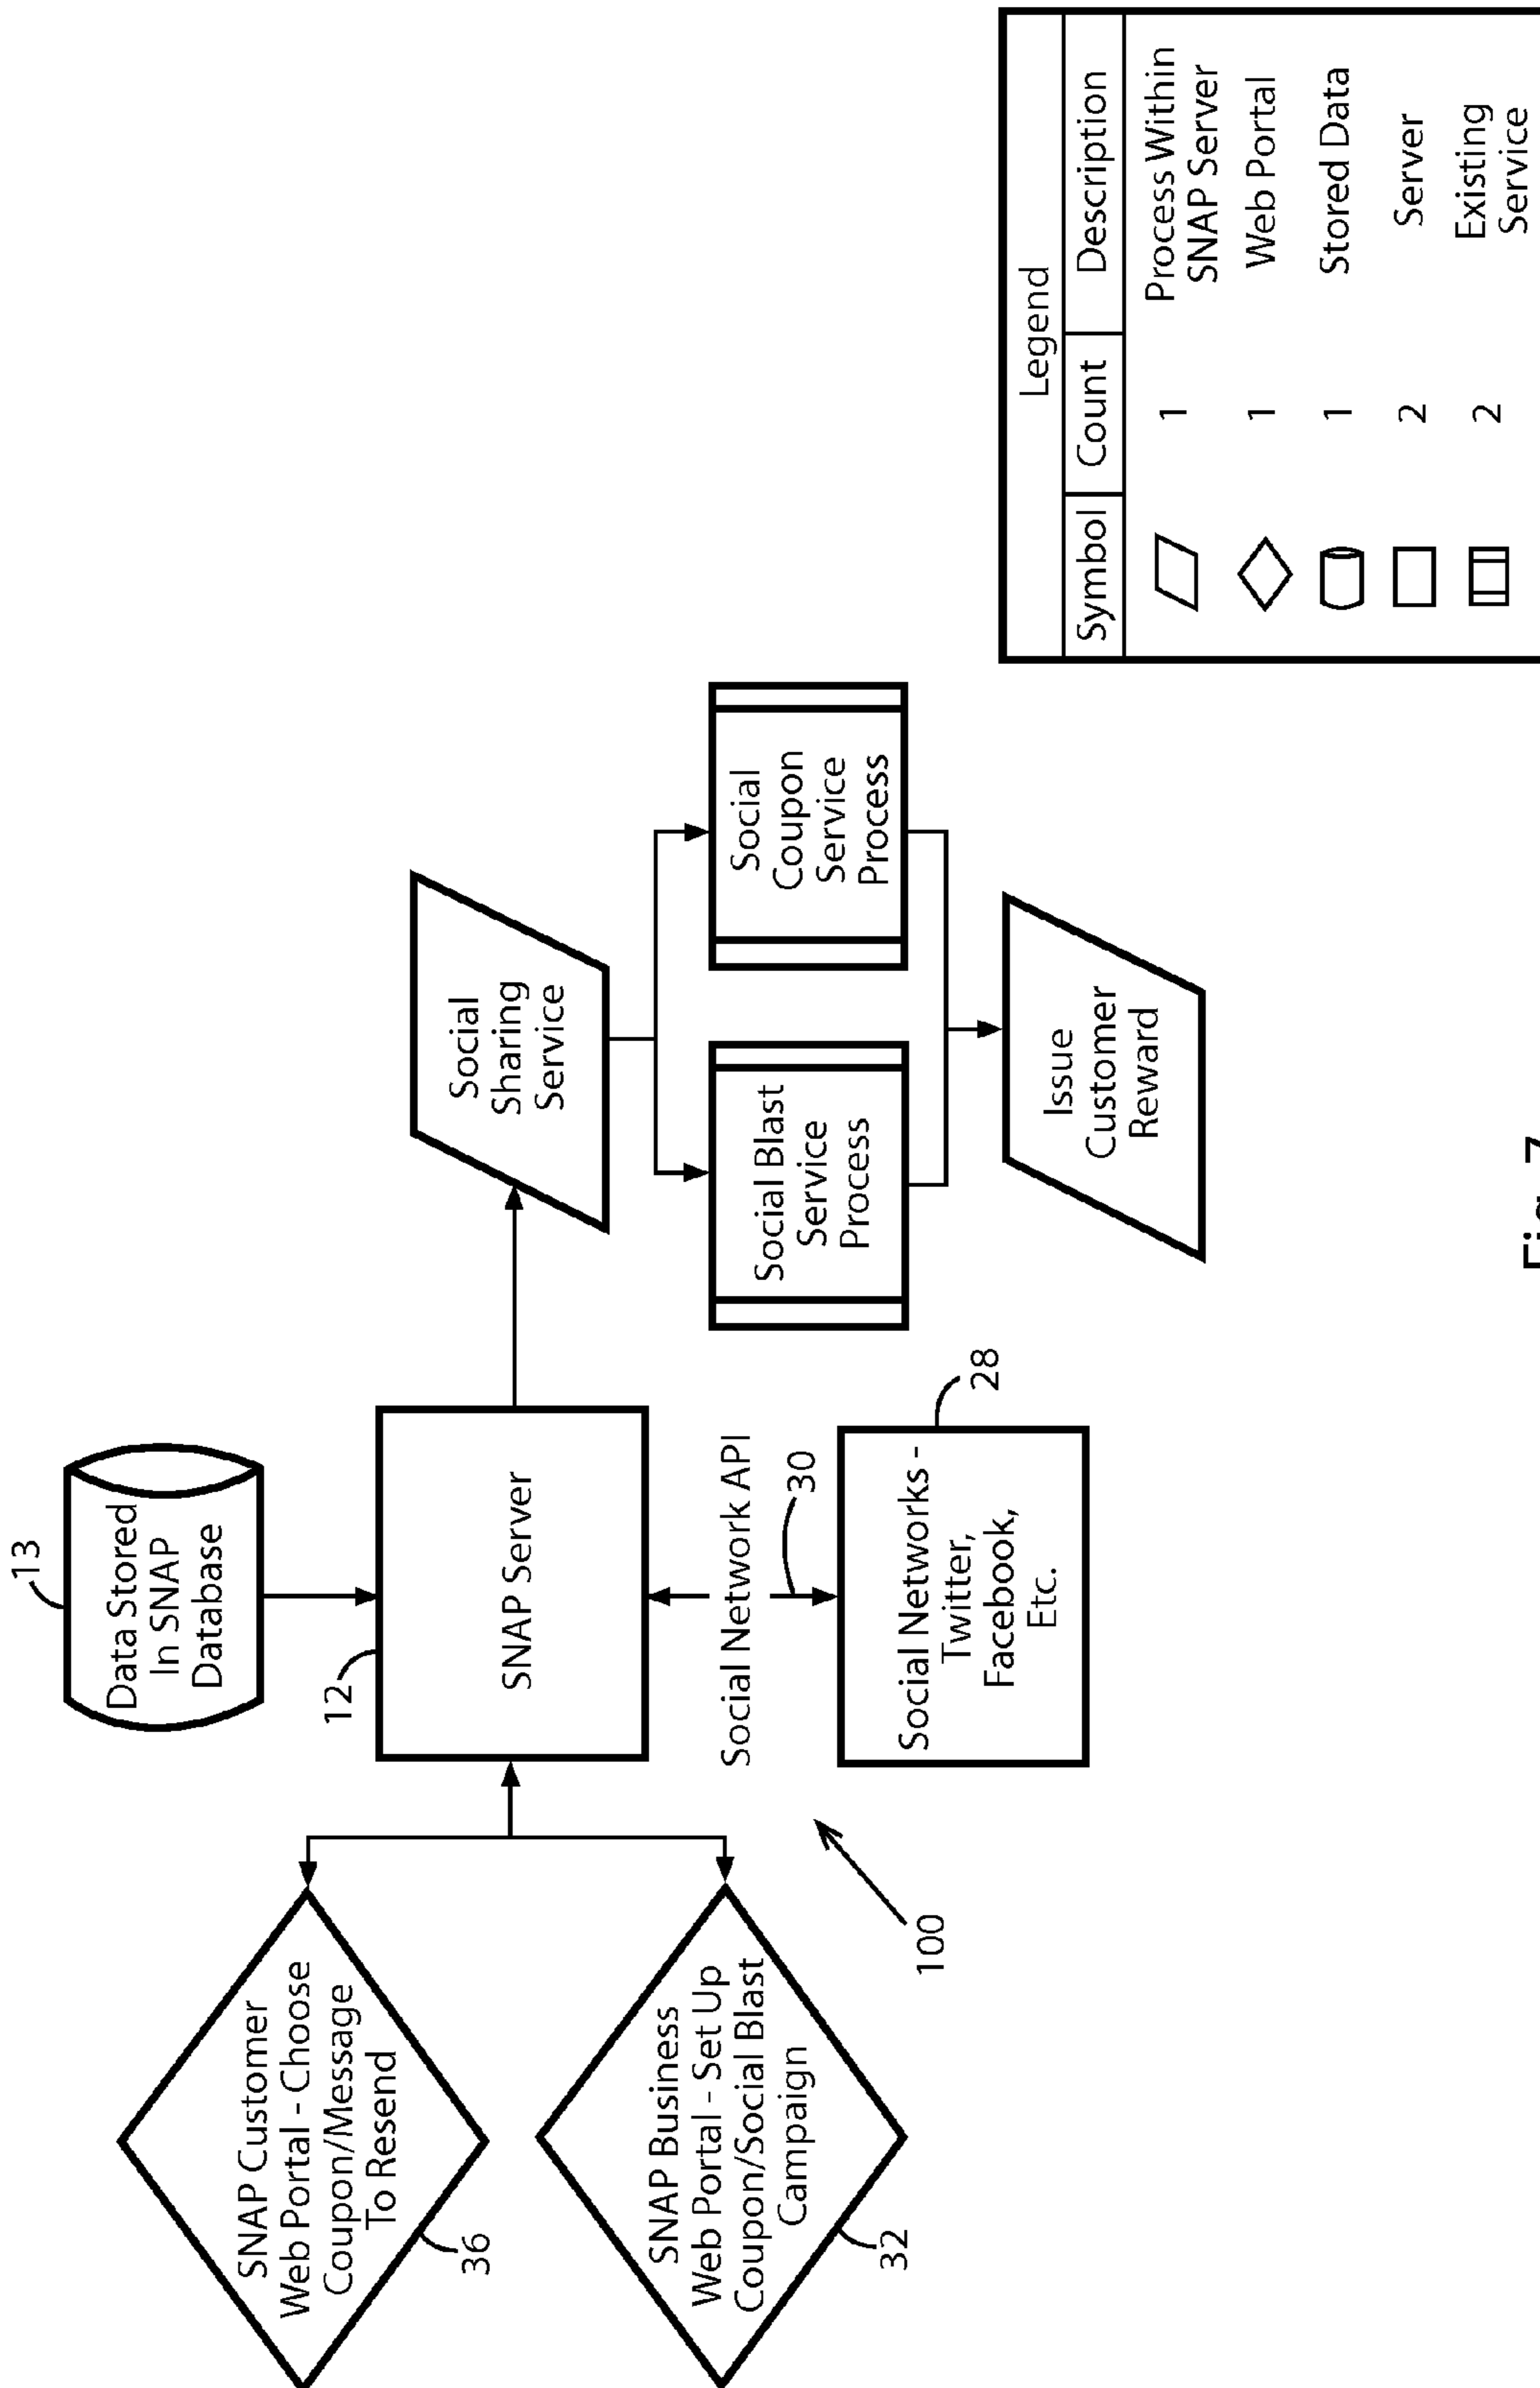 13
Data Stored
In SNAP
Database
SNAP Customer
Web Portal - Choose
Coupon/Message
To Resend
36
12
SNAP Server
Social
Sharing
Service
SNAP Business
Web Portal - Set Up
Coupon/Social Blast
Campaign
32
Social Network API
30
Social Blast
Service
Process
Social
Coupon
Service
Process
100
Social Networks -
Twitter,
Facebook,
Etc.
28
Issue
Customer
Reward
Legend
Symbol Count Description
1 Process Within
SNAP Server
1 Web Portal
1 Stored Data
2 Server
2 Existing
Service
Fig. 7